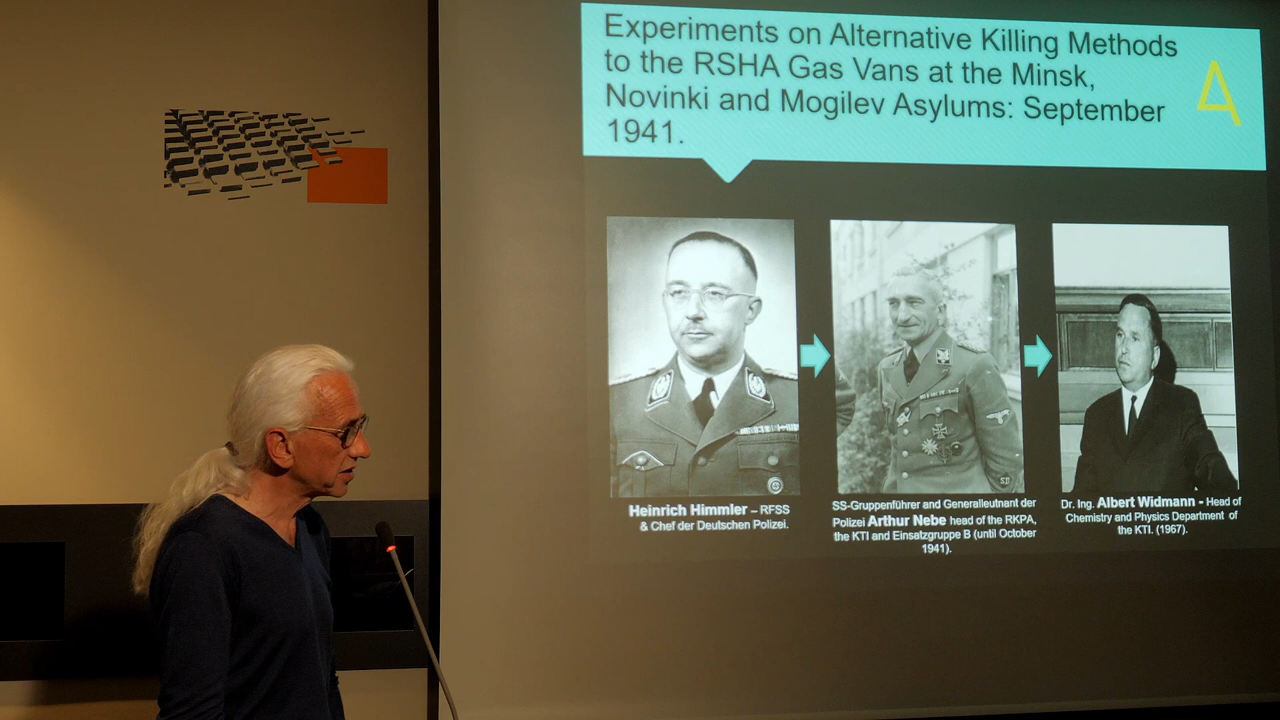 Experiments on Alternative Killing Methods
to the RSHA Gas Vans at the Minsk,
Novinki and Mogilev Asylums: September
1941.
Heinrich Himmler – RFSS
& Chef der Deutschen Polizei.
SS-Gruppenführer and Generalleutnant der
Polizei Arthur Nebe head of the RKPA,
the KTI and Einsatzgruppe B (until October
1941).
Dr. Ing. Albert Widmann - Head of
Chemistry and Physics Department of
the KTI. (1967).